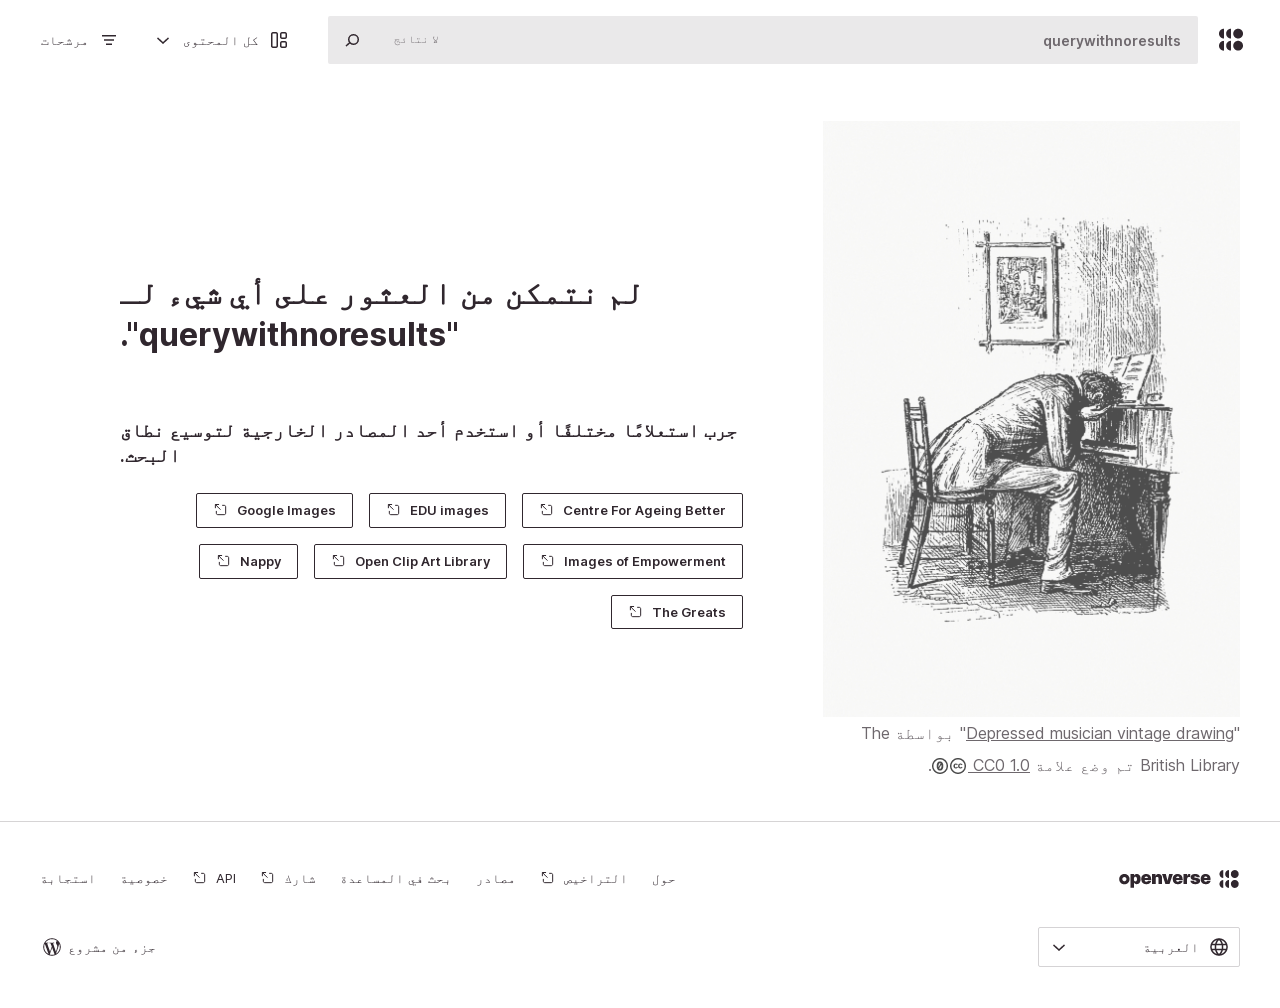 querywithnoresults
لا نتائج
كل المحتوى
مرشحات
لم نتمكن من العثور على أي شيء لـ
"querywithnoresults".
جرب استعلامًا مختلفًا أو استخدم أحد المصادر الخارجية لتوسيع نطاق
البحث.
Centre For Ageing Better
EDU images
Google Images
Images of Empowerment
Open Clip Art Library
Nappy
The Greats
"Depressed musician vintage drawing" بواسطة The
British Library تم وضع علامة CC0 1.0.
openverse
حول
التراخيص
مصادر
بحث في المساعدة
شارك
API
خصوصية
استجابة
العربية
جزء من مشروع